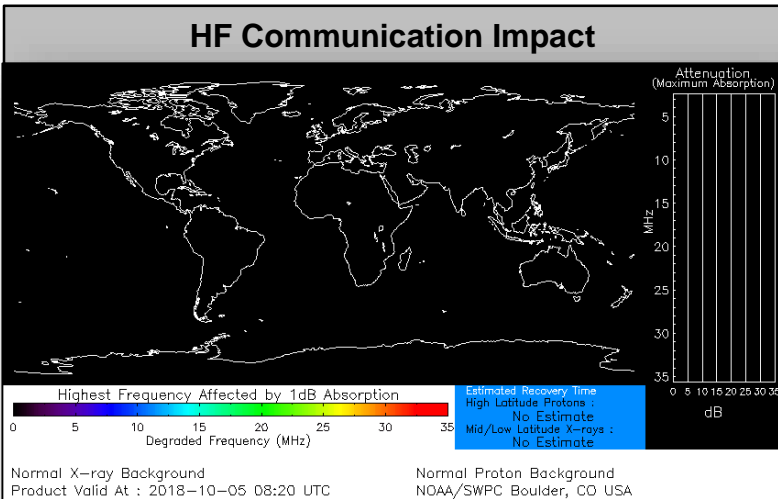 HF Communication Impact
Attenuation
(Maximum Absorption)
5
10
15
20
25
30
35
MHz
0 5 10 15 20 25 30 35
dB
Highest Frequency Affected by 1dB Absorption
0 5 10 15 20 25 30 35
Degraded Frequency (MHz)
Estimated Recovery Time
High Latitude Protons :
No Estimate
Mid/Low Latitude X-rays :
No Estimate
Normal X-ray Background
Product Valid At : 2018-10-05 08:20 UTC
Normal Proton Background
NOAA/SWPC Boulder, CO USA